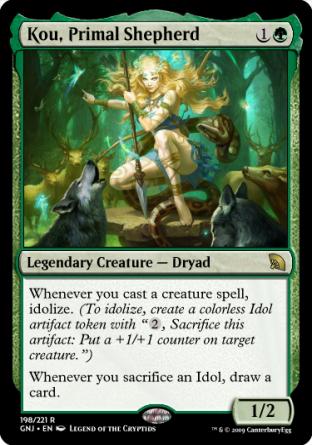 Kou, Primal Shepherd 1
Legendary Creature — Dryad
Whenever you cast a creature spell,
idolize. (To idolize, create a colorless Idol
artifact token with “2, Sacrifice this
artifact: Put a +1/+1 counter on target
creature.”)
Whenever you sacrifice an Idol, draw a
card.
1/2
198/221 R
GNJ • EN LEGEND OF THE CRYPTIDS ™ & © 2019 CanterburyEgg